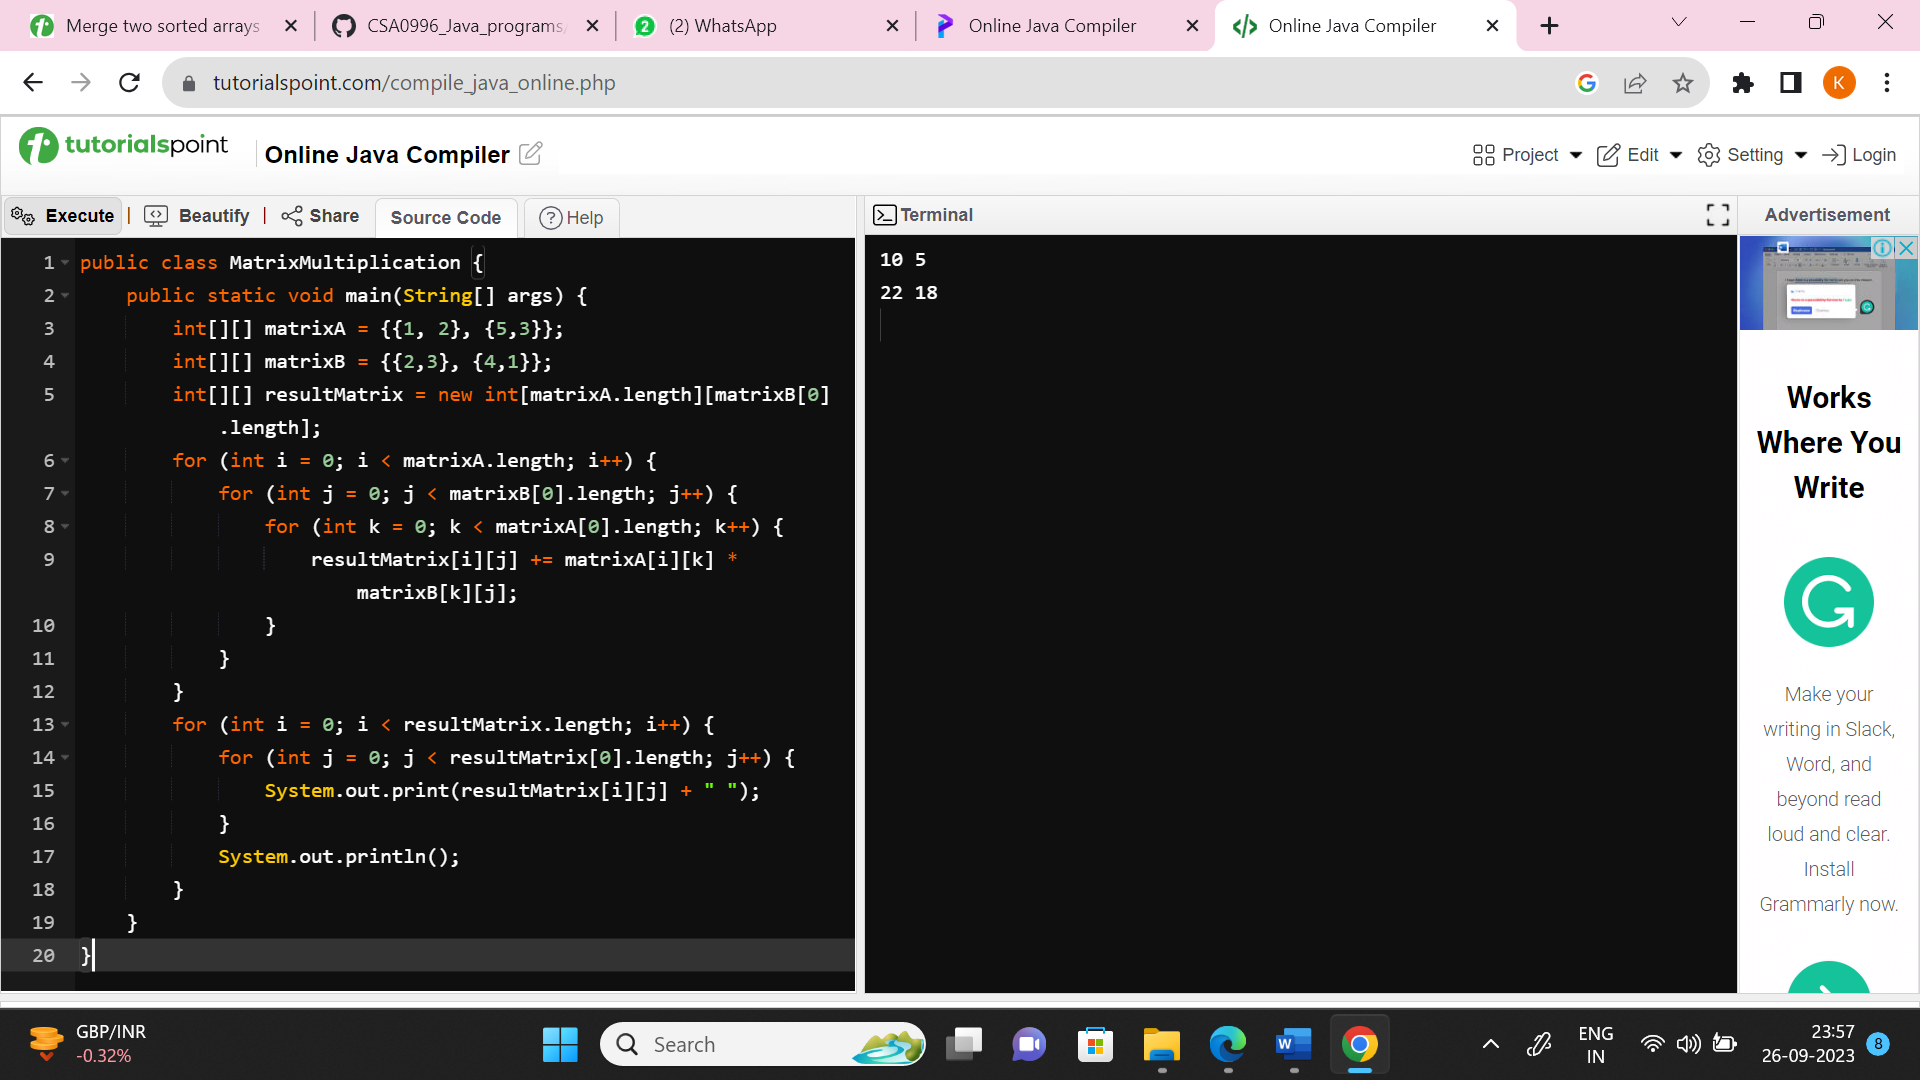 Merge two sorted arrays
CSA0996_Java_programs/
2
(2) WhatsApp
Online Java Compiler
Online Java Compiler
tutorialspoint.com/compile_java_online.php
K
tutorialspoint
Online Java Compiler
Project
Edit
Setting
Login
Execute
Beautify
Share
Source Code
Help
Terminal
Advertisement
1 public class MatrixMultiplication {
2 public static void main(String[] args) {
3 int[][] matrixA = {{1, 2}, {5,3}};
4 int[][] matrixB = {{2,3}, {4,1}};
5 int[][] resultMatrix = new int[matrixA.length][matrixB[0]
.length];
6 for (int i = 0; i < matrixA.length; i++) {
7 for (int j = 0; j < matrixB[0].length; j++) {
8 for (int k = 0; k < matrixA[0].length; k++) {
9 resultMatrix[i][j] += matrixA[i][k] *
matrixB[k][j];
10 }
11 }
12 }
13 for (int i = 0; i < resultMatrix.length; i++) {
14 for (int j = 0; j < resultMatrix[0].length; j++) {
15 System.out.print(resultMatrix[i][j] + " ");
16 }
17 System.out.println();
18 }
19 }
20 }
10 5
22 18
Works
Where You
Write
Make your
writing in Slack,
Word, and
beyond read
loud and clear.
Install
Grammarly now.
GBP/INR
-0.32%
Search
W
ENG
IN
23:57
26-09-2023
8